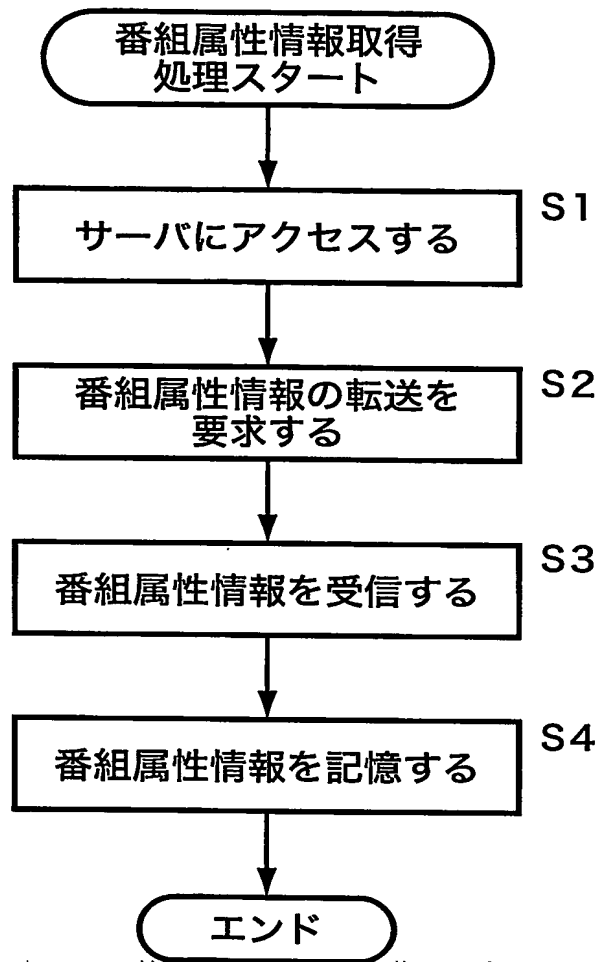 番組属性情報取得
処理スタート
サーバにアクセスする
S1
番組属性情報の転送を
要求する
S2
番組属性情報を受信する
S3
番組属性情報を記憶する
S4
エンド